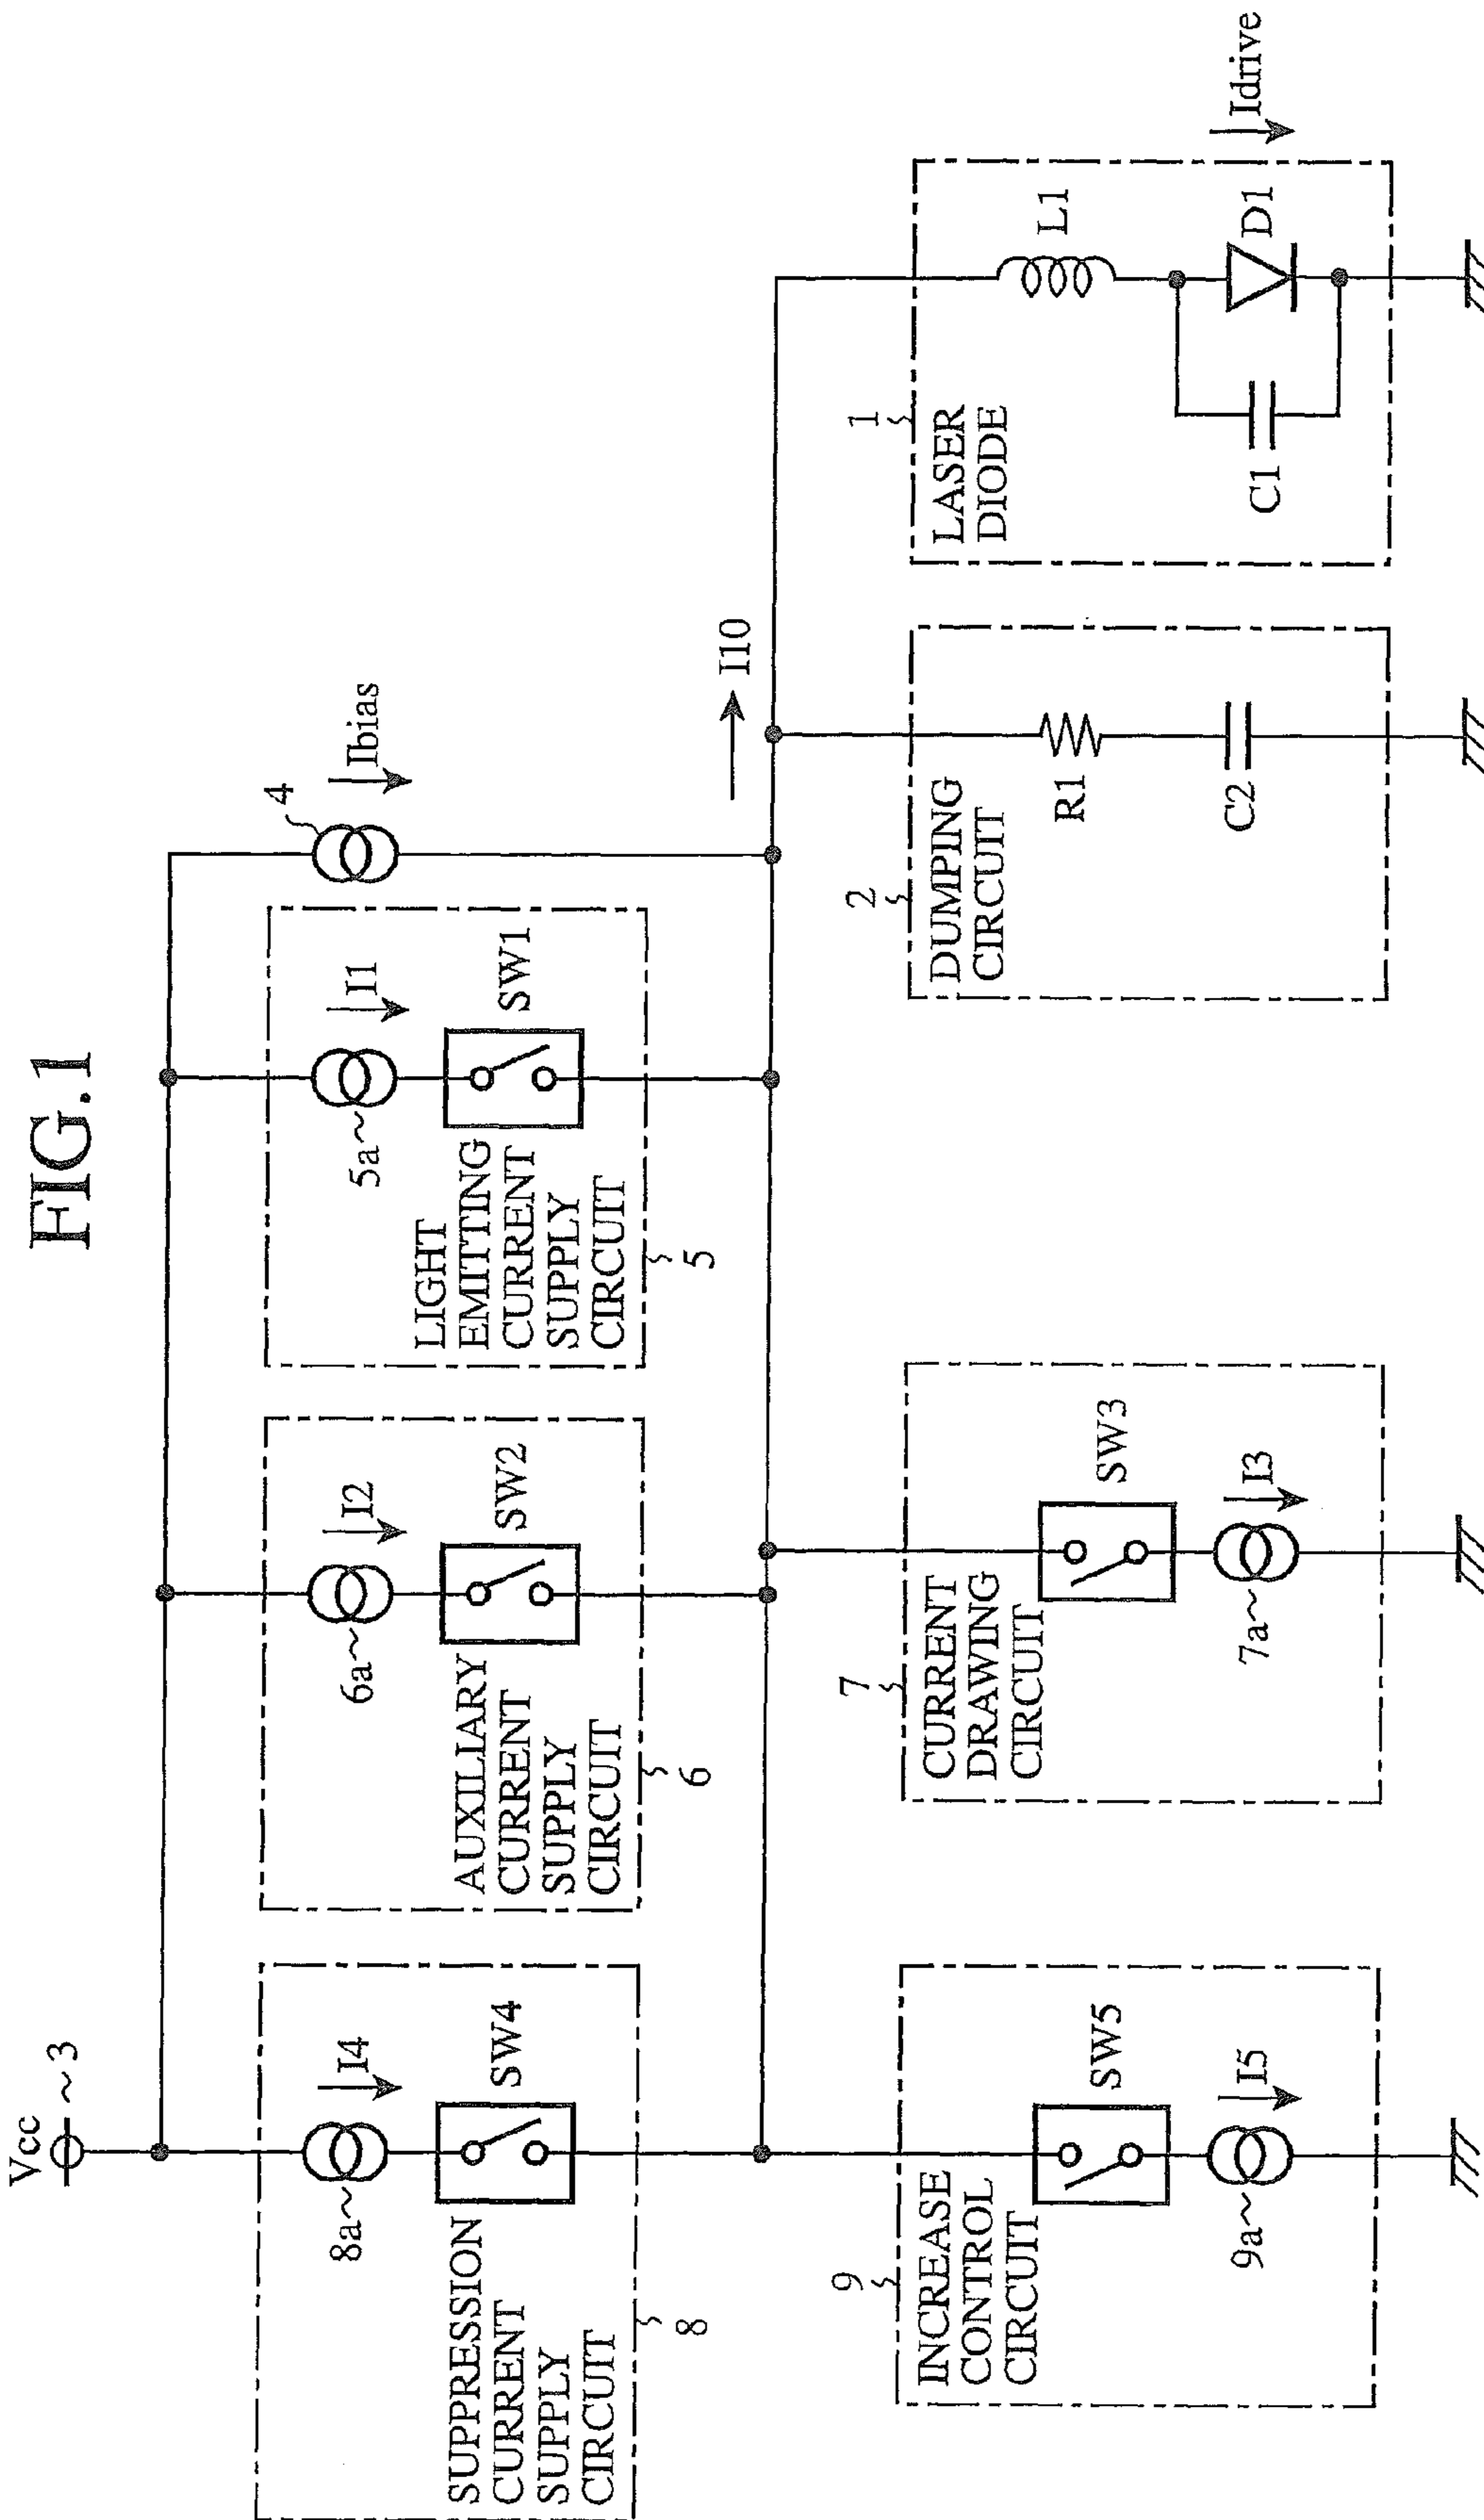 FIG.1
Vcc
~3
I4
8a~
SW4
SUPPRESSION
CURRENT
SUPPLY
CIRCUIT
8
I2
6a~
SW2
AUXILIARY
CURRENT
SUPPLY
CIRCUIT
6
I1
5a~
SW1
LIGHT
EMITTING
CURRENT
SUPPLY
CIRCUIT
5
4
Ibias
I10
9
INCREASE
CONTROL
CIRCUIT
SW5
9a~
I5
7
CURRENT
DRAWING
CIRCUIT
SW3
7a~
I3
2
DUMPING
CIRCUIT
R1
C2
1
LASER
DIODE
L1
C1
D1
Idrive